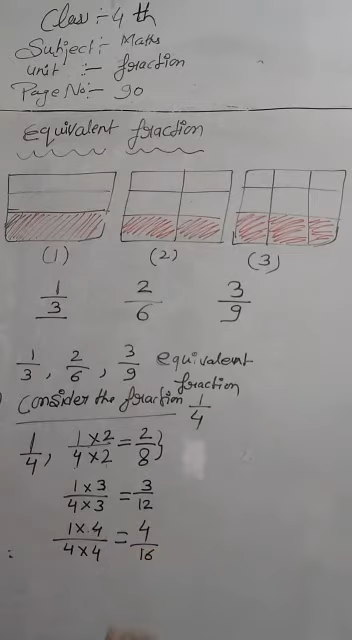 Class :- 4 th
Subject :- Maths
unit :- fraction
Page No :- 90
Equivalent fraction
(1) (2) (3)
1/3 2/6 3/9
1/3, 2/6, 3/9 equivalent
fraction
Consider the fraction 1/4
1/4, 1×2/4×2 = 2/8}
1×3/4×3 = 3/12
1×4/4×4 = 4/16